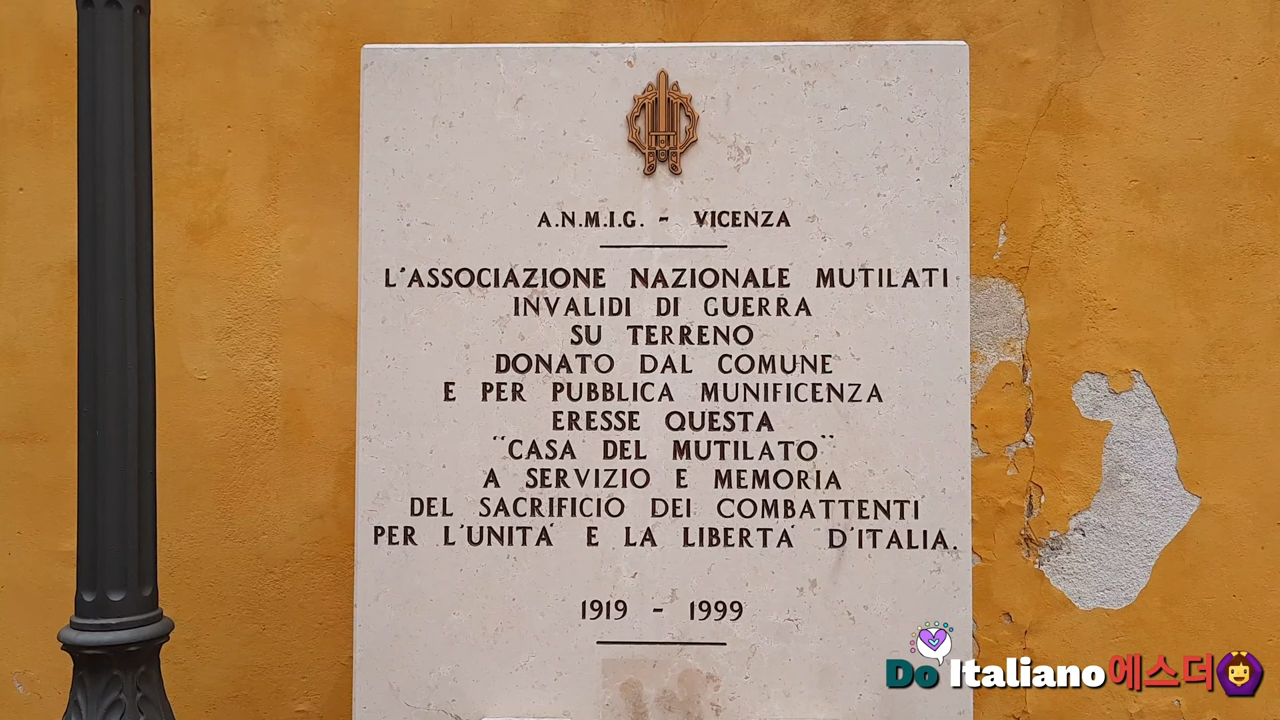 A.N.M.I.G. - VICENZA
L'ASSOCIAZIONE NAZIONALE MUTILATI
INVALIDI DI GUERRA
SU TERRENO
DONATO DAL COMUNE
E PER PUBBLICA MUNIFICENZA
ERESSE QUESTA
"CASA DEL MUTILATO"
A SERVIZIO E MEMORIA
DEL SACRIFICIO DEI COMBATTENTI
PER L'UNITA' E LA LIBERTA' D'ITALIA.
1919 - 1999
Do Italiano에스더